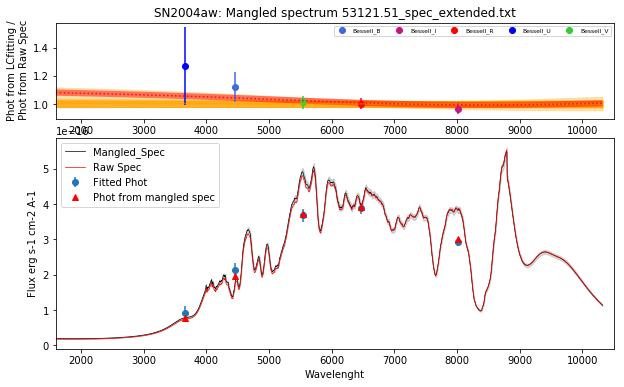 SN2004aw: Mangled spectrum 53121.51_spec_extended.txt
Phot from LCfitting /
Phot from Raw Spec
Bessell_B Bessell_I Bessell_R Bessell_U Bessell_V
1.4
1.2
1.0
2000 3000 4000 5000 6000 7000 8000 9000 10000
Mangled_Spec
Raw Spec
Fitted Phot
Phot from mangled spec
Flux erg s-1 cm-2 A-1
5
4
3
2
1
0
2000 3000 4000 5000 6000 7000 8000 9000 10000
Wavelenght